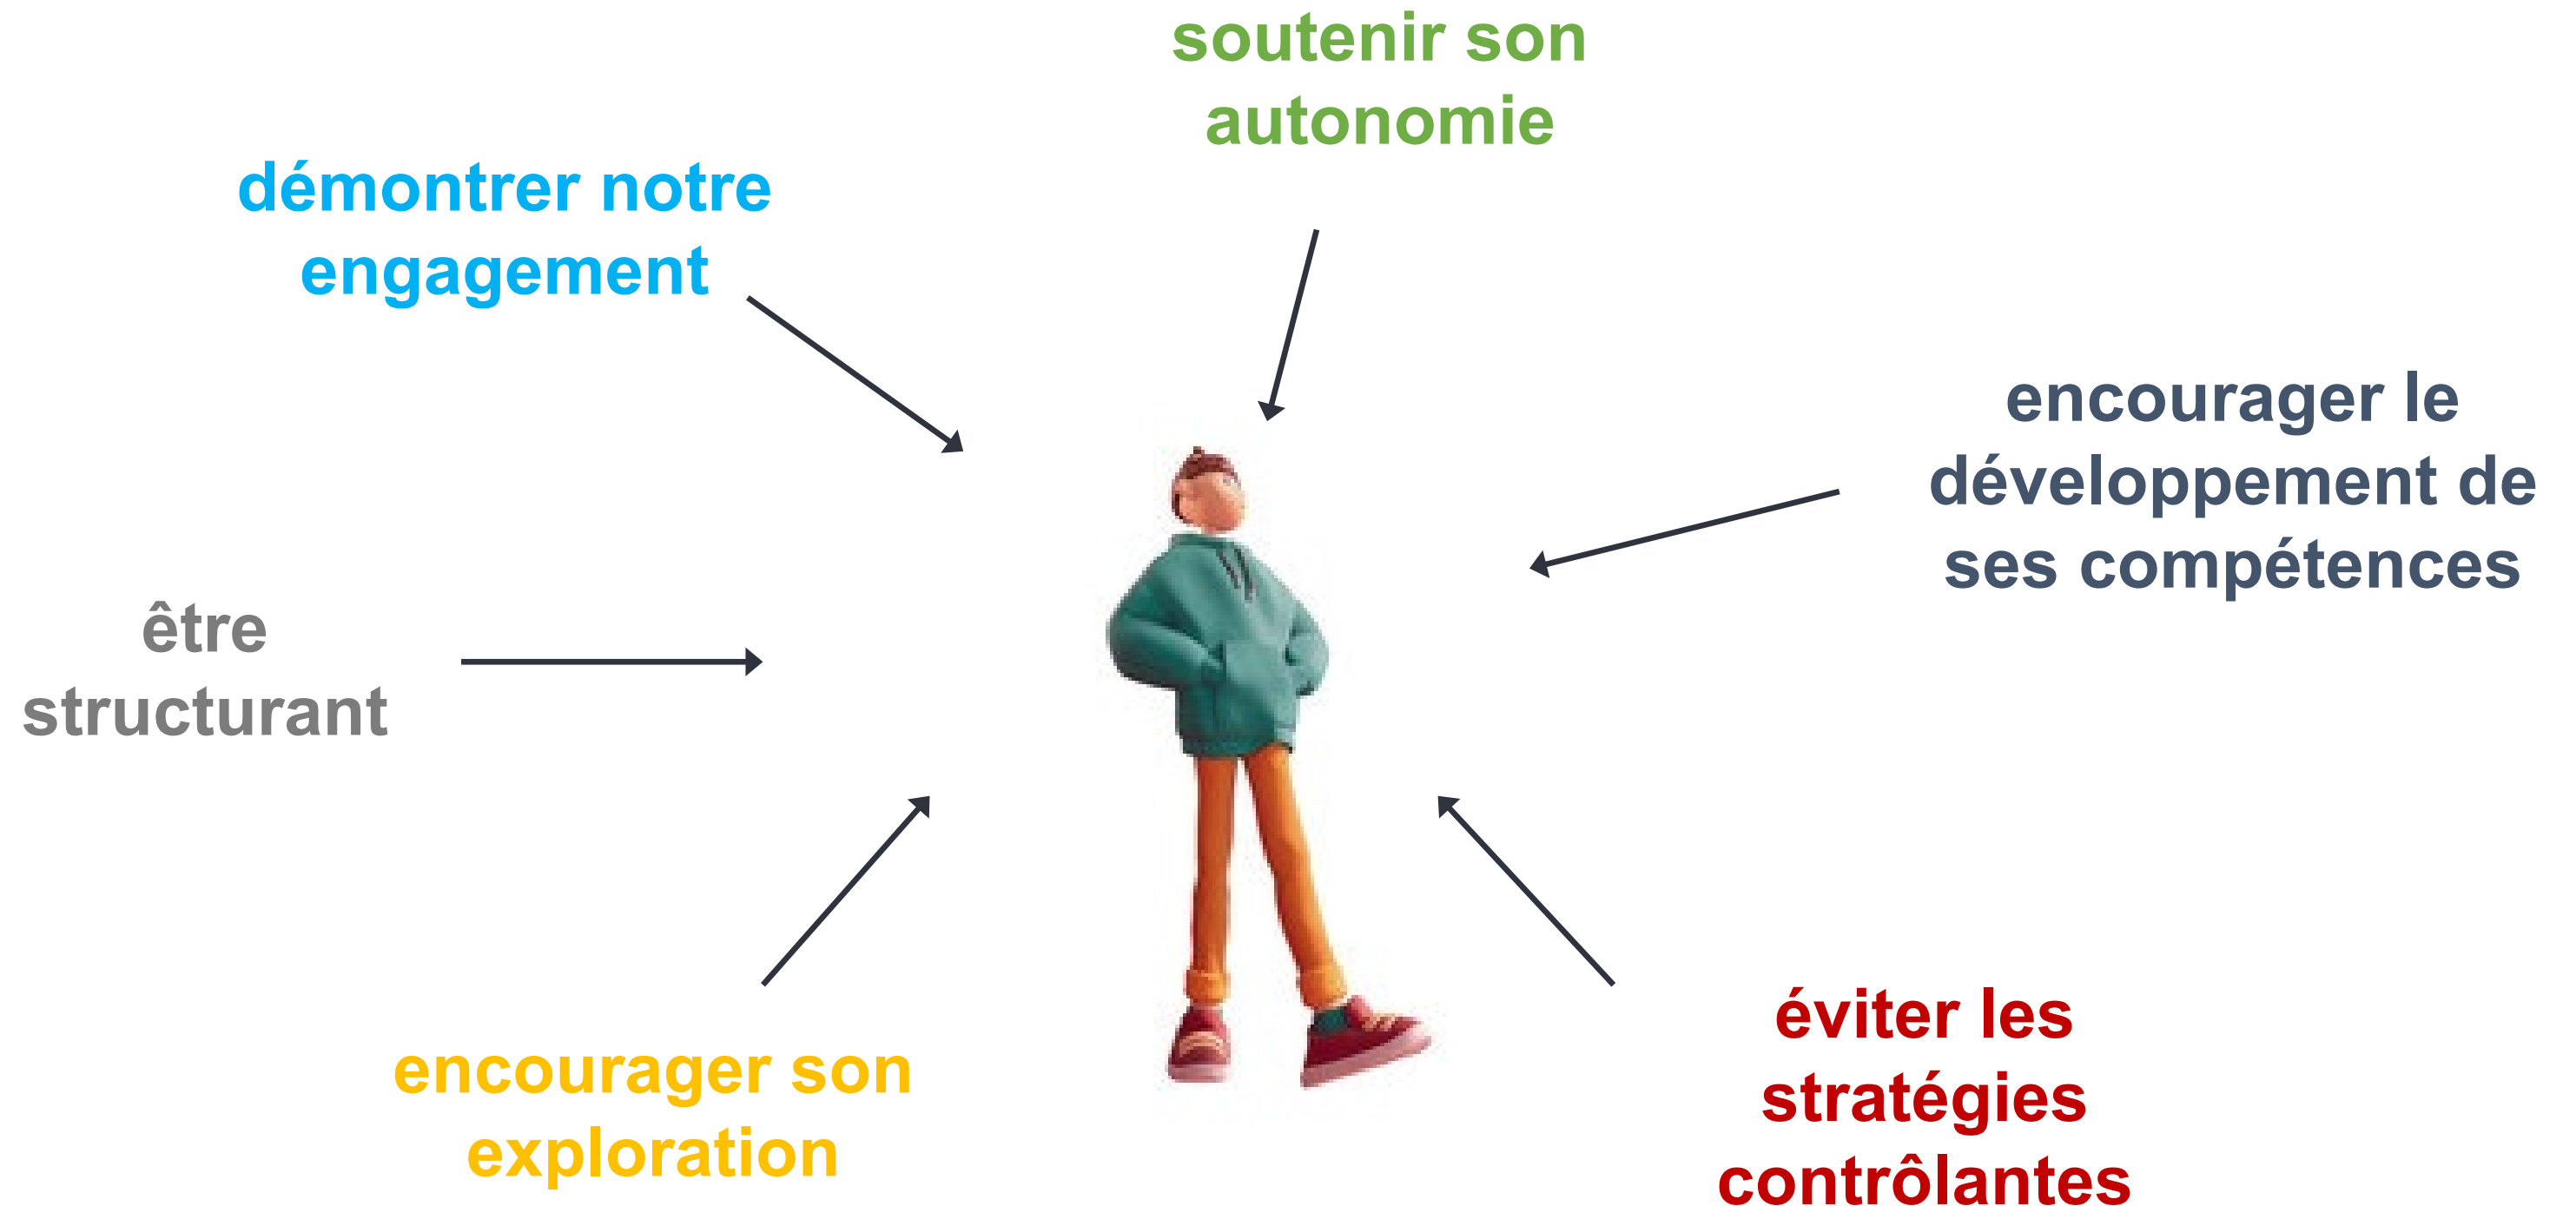 soutenir son
autonomie
démontrer notre
engagement
encourager le
développement de
ses compétences
être
structurant
encourager son
exploration
éviter les
stratégies
contrôlantes